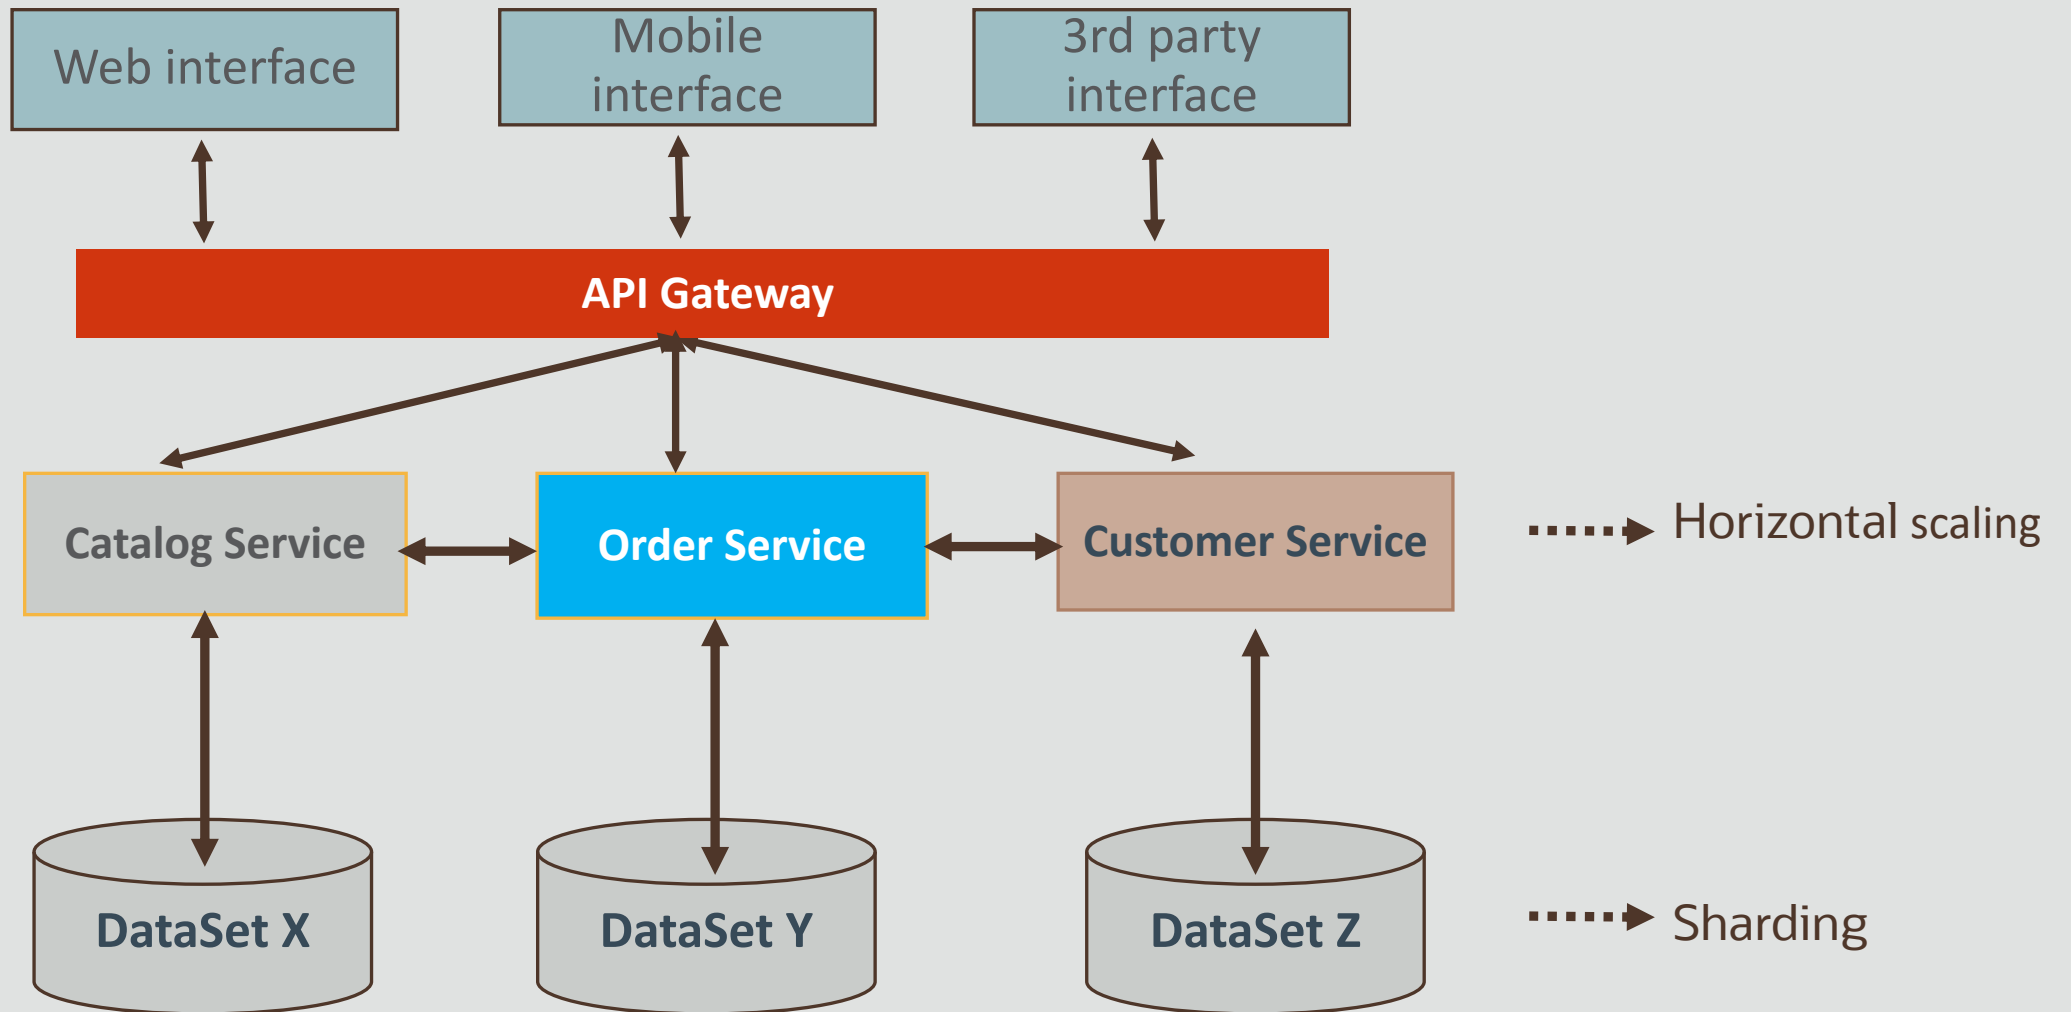 Web interface
Mobile
interface
3rd party
interface
API Gateway
Catalog Service
Order Service
Customer Service
Horizontal scaling
DataSet X
DataSet Y
DataSet Z
Sharding